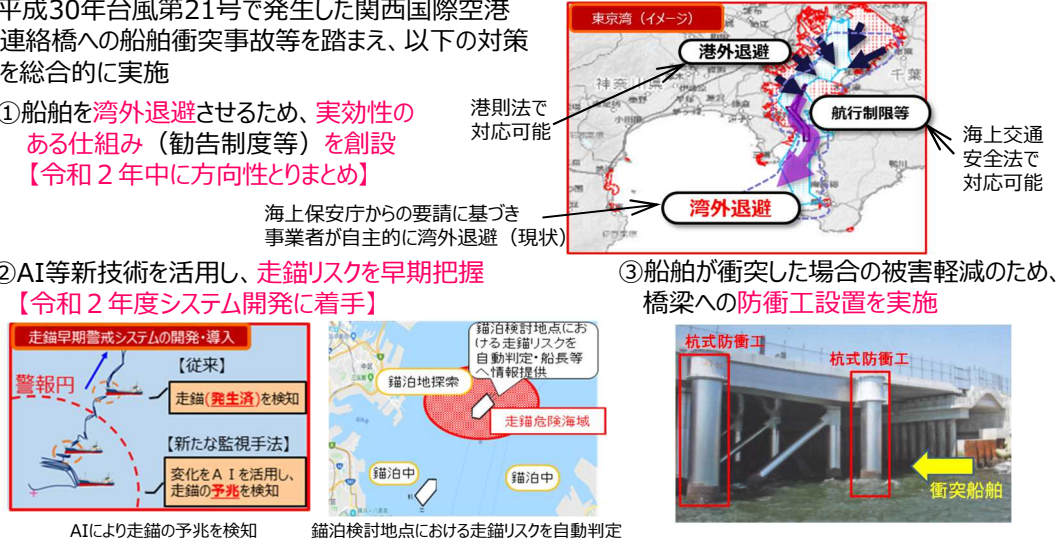 平成30年台風第21号で発生した関西国際空港
連絡橋への船舶衝突事故等を踏まえ、以下の対策
を総合的に実施
①船舶を湾外退避させるため、実効性の
ある仕組み（勧告制度等）を創設
【令和２年中に方向性とりまとめ】
港則法で
対応可能
海上保安庁からの要請に基づき
事業者が自主的に湾外退避（現状）
東京湾（イメージ）
港外退避
神奈川県
千葉
航行制限等
湾外退避
海上交通
安全法で
対応可能
②AI等新技術を活用し、走錨リスクを早期把握
【令和２年度システム開発に着手】
走錨早期警戒システムの開発・導入
警報円
【従来】
走錨(発生済)を検知
【新たな監視手法】
変化をＡＩを活用し、
走錨の予兆を検知
AIにより走錨の予兆を検知
錨泊検討地点にお
ける走錨リスクを
自動判定・船長等
へ情報提供
錨泊地探索
走錨危険海域
錨泊中
錨泊中
錨泊検討地点における走錨リスクを自動判定
③船舶が衝突した場合の被害軽減のため、
橋梁への防衝工設置を実施
杭式防衝工
杭式防衝工
衝突船舶